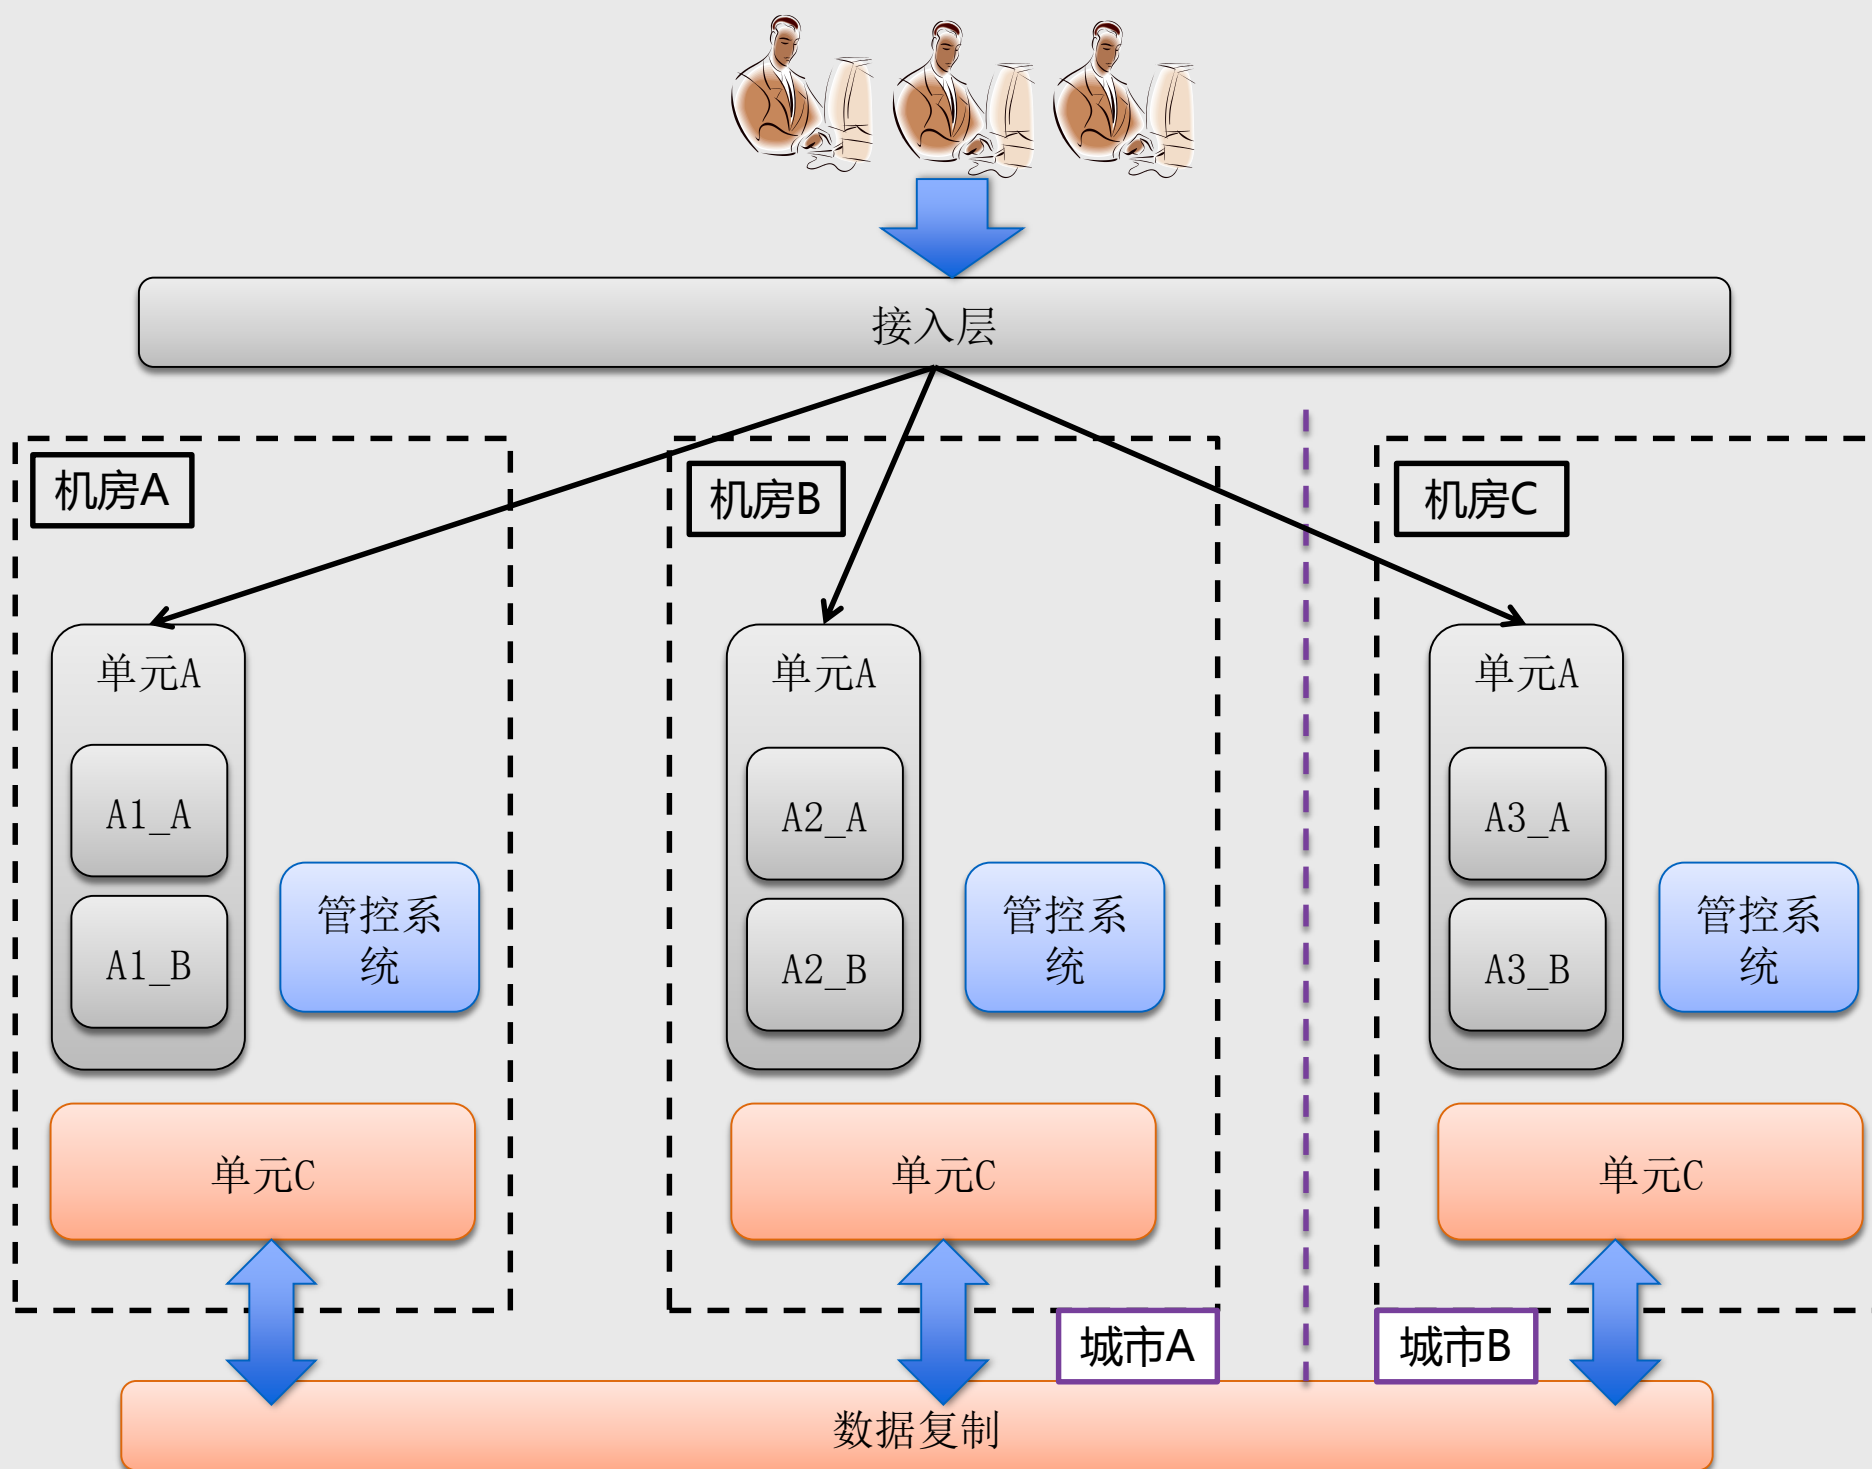 接入层
机房A
机房B
机房C
单元A
单元A
单元A
A1_A
A2_A
A3_A
管控系
统
管控系
统
管控系
统
A1_B
A2_B
A3_B
单元C
单元C
单元C
城市A
城市B
数据复制